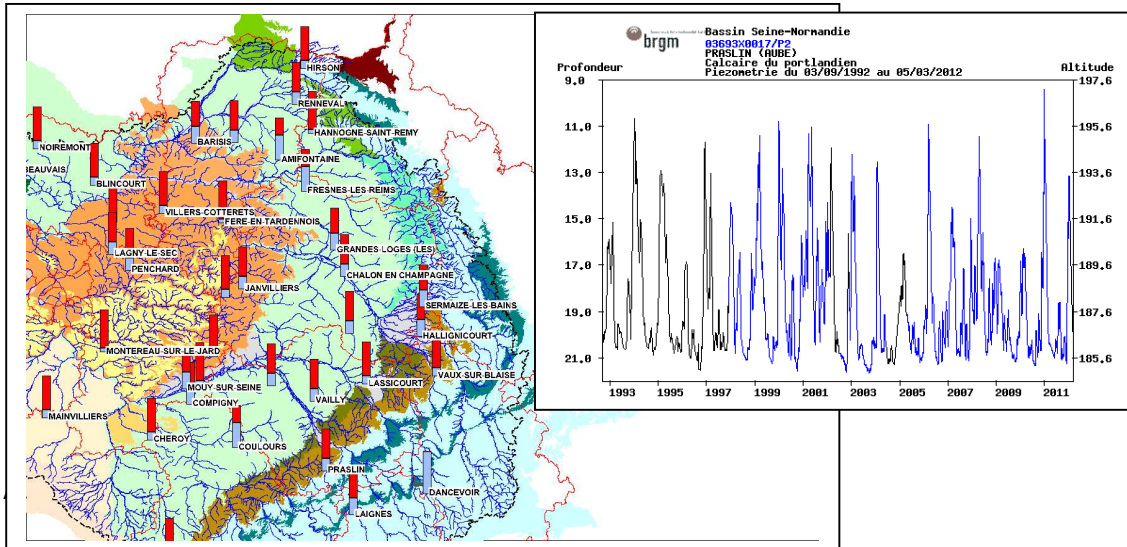 HIRSON
RENNEVAL
NOIREMONT
BARISIS
HANNOGNE-SAINT-REMY
AMIFONTAINE
BEAUVAIS
BLINCOURT
FRESNES-LES-REIMS
VILLERS-COTTERETS
FERE-EN-TARDENNOIS
LAGNY-LE-SEC
GRANDES-LOGES (LES)
PENCHARD
CHALON EN CHAMPAGNE
JANVILLIERS
SERMAIZE-LES-BAINS
HALLIGNICOURT
MONTEREAU-SUR-LE-JARD
VAUX-SUR-BLAISE
LASSICOURT
MOUY-SUR-SEINE
VAILLY
COMPIGNY
MAINVILLIERS
CHEROY
COULOURS
PRASLIN
DANCEVOIR
LAIGNES
brgm
Bassin Seine-Normandie
03693X0017/P2
PRASLIN (AUBE)
Calcaire du portlandien
Piezometrie du 03/09/1992 au 05/03/2012
Profondeur
Altitude
9,0
197,6
11.0
195,6
13.0
193,6
15.0
191,6
17.0
189,6
19.0
187,6
21.0
185,6
1993 1995 1997 1999 2001 2003 2005 2007 2009 2011